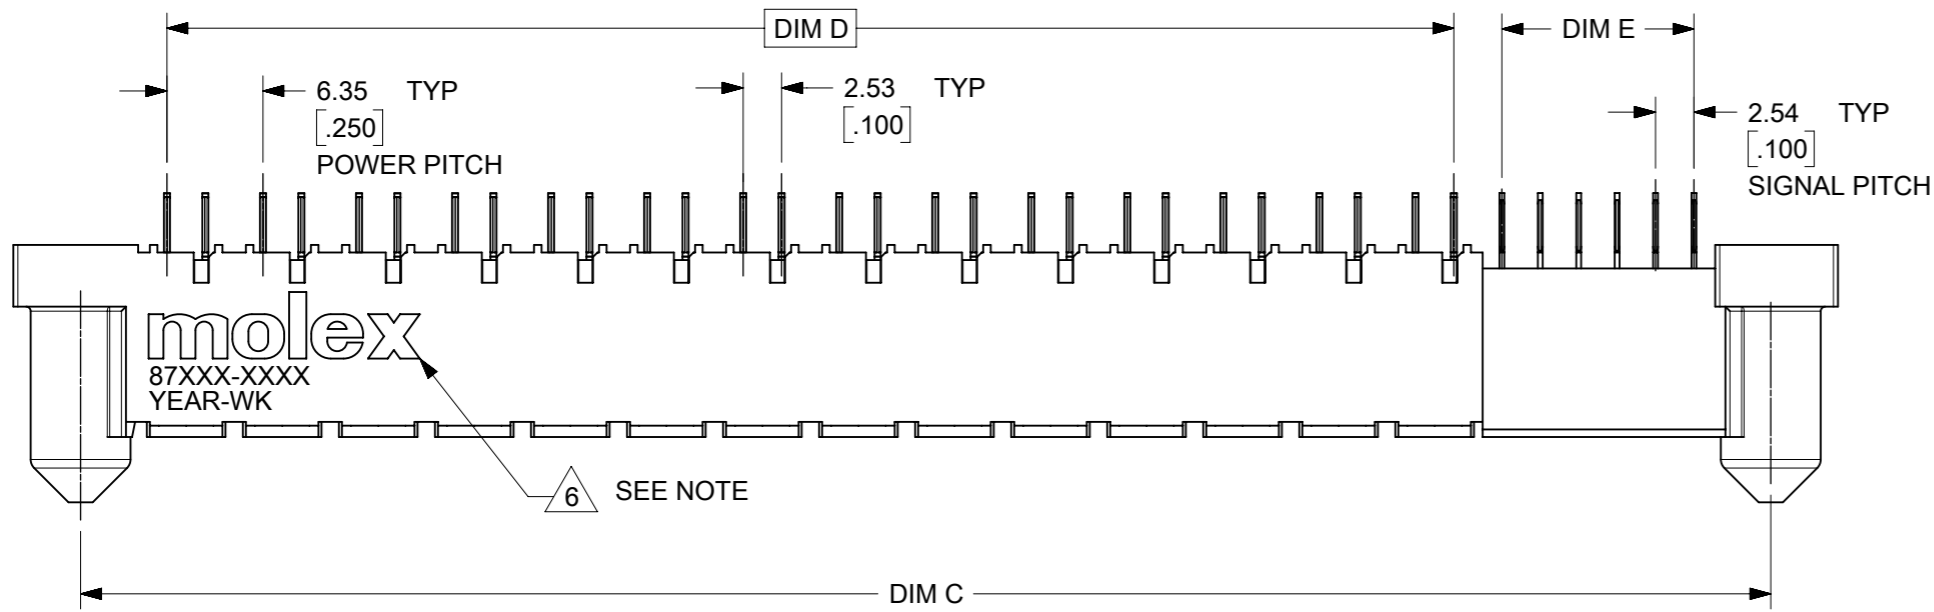 DIM D
DIM E
6.35 TYP
[.250]
POWER PITCH
2.53 TYP
[.100]
2.54 TYP
[.100]
SIGNAL PITCH
molex
87XXX-XXXX
YEAR-WK
6 SEE NOTE
DIM C